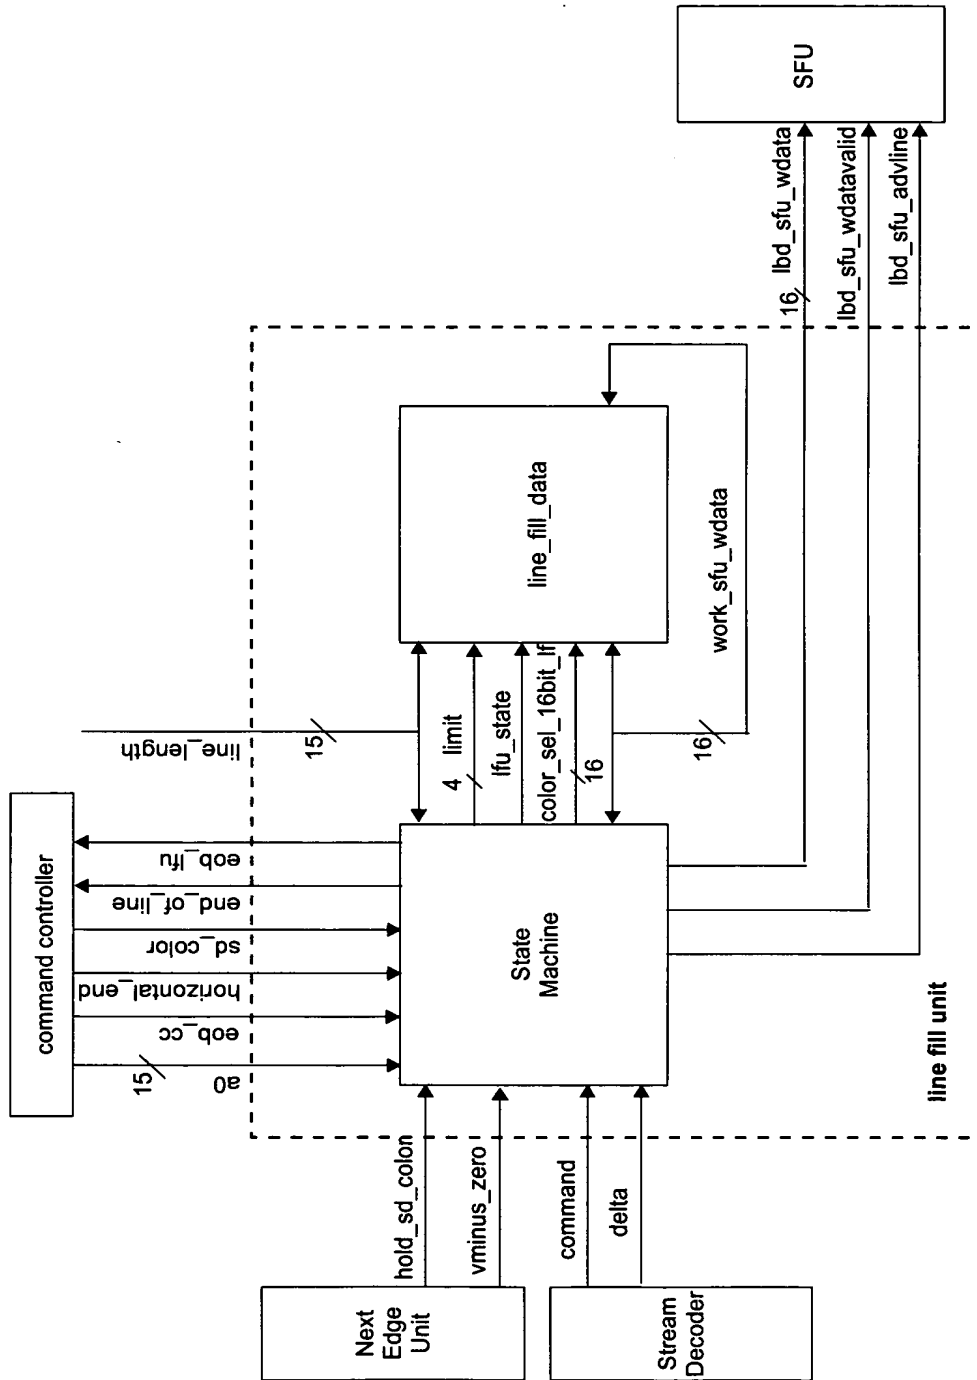 SFU
lbd_sfu_wdata
16
lbd_sfu_wdatavalid
lbd_sfu_advline
line_fill_data
work_sfu_wdata
16
line_length
15
limit
4
lfu_state
color_sel_16bit_lf
16
command controller
eob_lfu
end_of_line
sd_color
horizontal_end
eob_cc
a0
15
State
Machine
line fill unit
hold_sd_colon
vminus_zero
command
delta
Next
Edge
Unit
Stream
Decoder